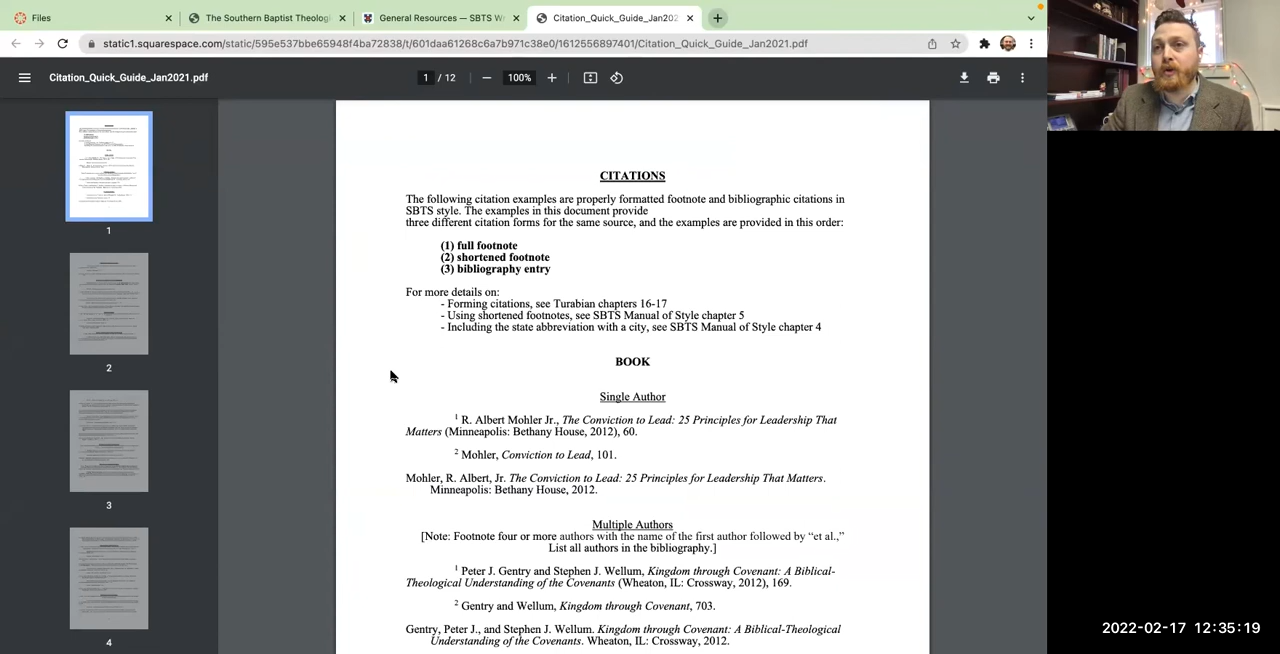 Files
The Southern Baptist Theologi
General Resources — SBTS W
Citation_Quick_Guide_Jan202
static1.squarespace.com/static/595e537bbe65948f4ba72838/t/601daa61268c6a7b971c38e0/1612556897401/Citation_Quick_Guide_Jan2021.pdf
Citation_Quick_Guide_Jan2021.pdf
1 / 12
100%
CITATIONS
The following citation examples are properly formatted footnote and bibliographic citations in
SBTS style. The examples in this document provide
three different citation forms for the same source, and the examples are provided in this order:
(1) full footnote
(2) shortened footnote
(3) bibliography entry
For more details on:
- Forming citations, see Turabian chapters 16-17
- Using shortened footnotes, see SBTS Manual of Style chapter 5
- Including the state abbreviation with a city, see SBTS Manual of Style chapter 4
BOOK
Single Author
1 R. Albert Mohler Jr., The Conviction to Lead: 25 Principles for Leadership That
Matters (Minneapolis: Bethany House, 2012), 60.
2 Mohler, Conviction to Lead, 101.
Mohler, R. Albert, Jr. The Conviction to Lead: 25 Principles for Leadership That Matters.
Minneapolis: Bethany House, 2012.
Multiple Authors
[Note: Footnote four or more authors with the name of the first author followed by “et al.,”
List all authors in the bibliography.]
1 Peter J. Gentry and Stephen J. Wellum, Kingdom through Covenant: A Biblical-
Theological Understanding of the Covenants (Wheaton, IL: Crossway, 2012), 169.
2 Gentry and Wellum, Kingdom through Covenant, 703.
Gentry, Peter J., and Stephen J. Wellum. Kingdom through Covenant: A Biblical-Theological
Understanding of the Covenants. Wheaton, IL: Crossway, 2012.
1
2
3
4
2022-02-17 12:35:19